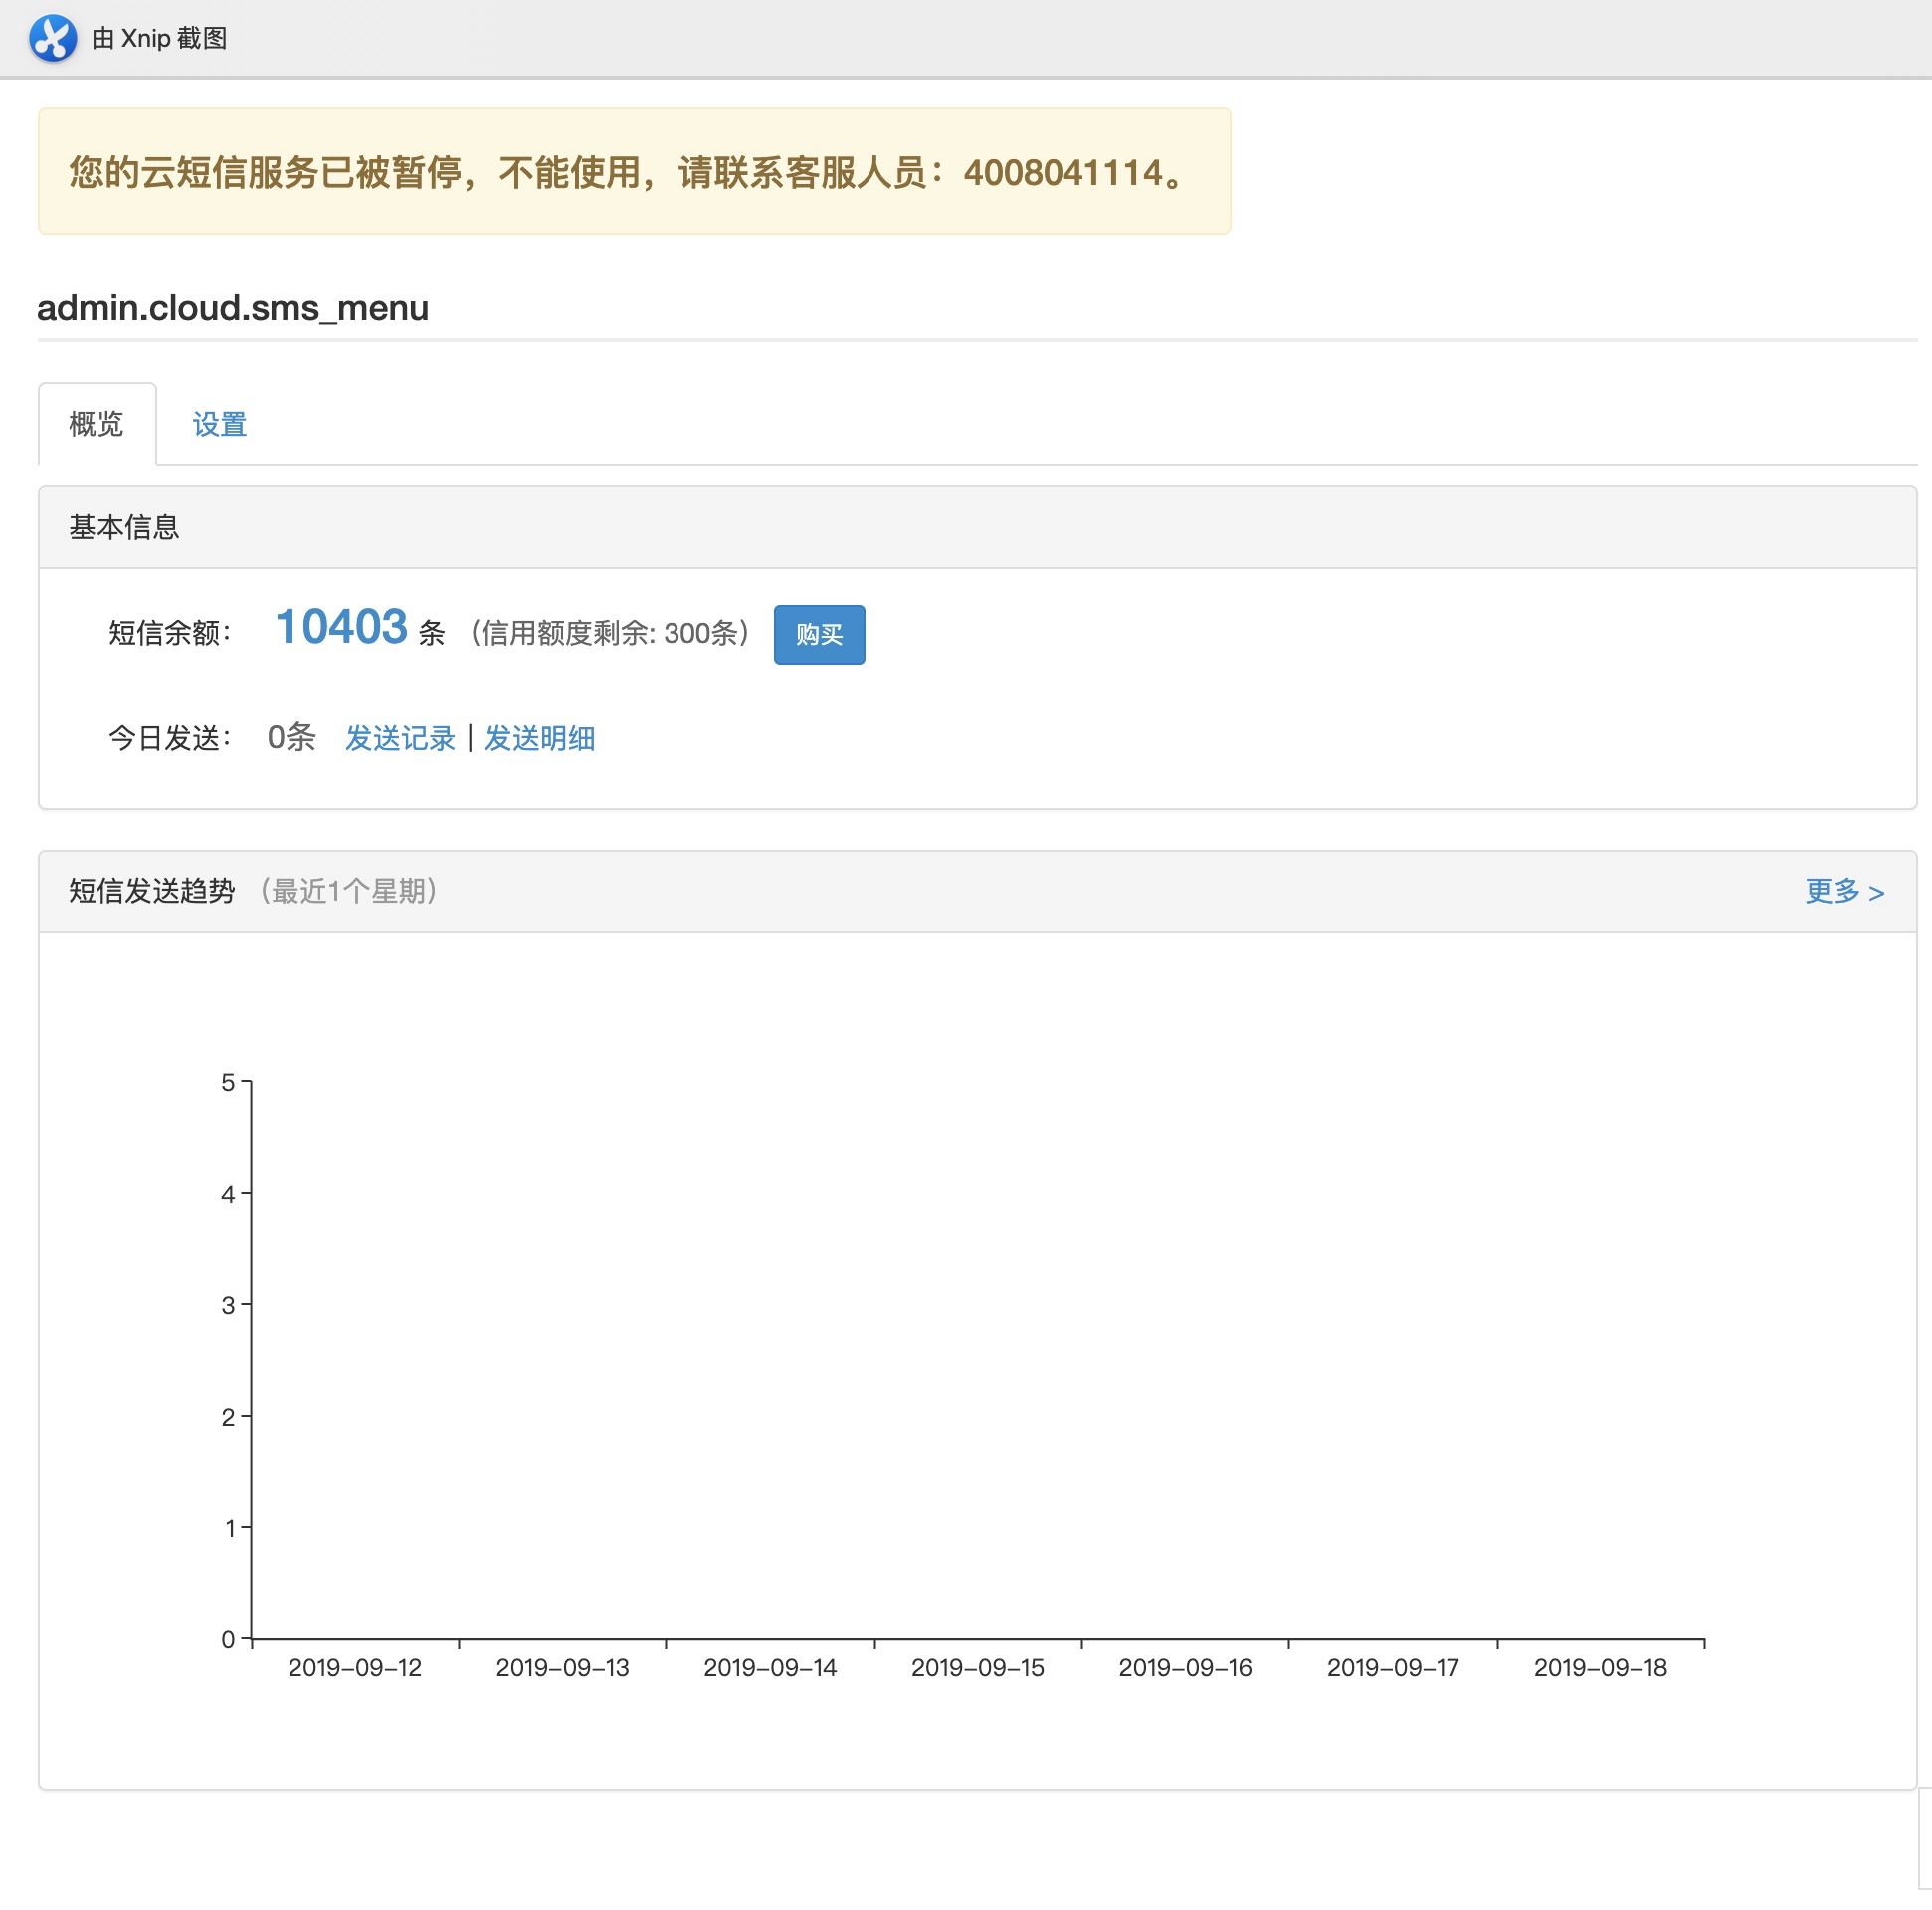 由 Xnip 截图
您的云短信服务已被暂停，不能使用，请联系客服人员：4008041114。
admin.cloud.sms_menu
概览 设置
基本信息
短信余额： 10403 条 （信用额度剩余: 300条） 购买
今日发送： 0条 发送记录 | 发送明细
短信发送趋势 （最近1个星期） 更多 >
5
4
3
2
1
0
2019-09-12 2019-09-13 2019-09-14 2019-09-15 2019-09-16 2019-09-17 2019-09-18